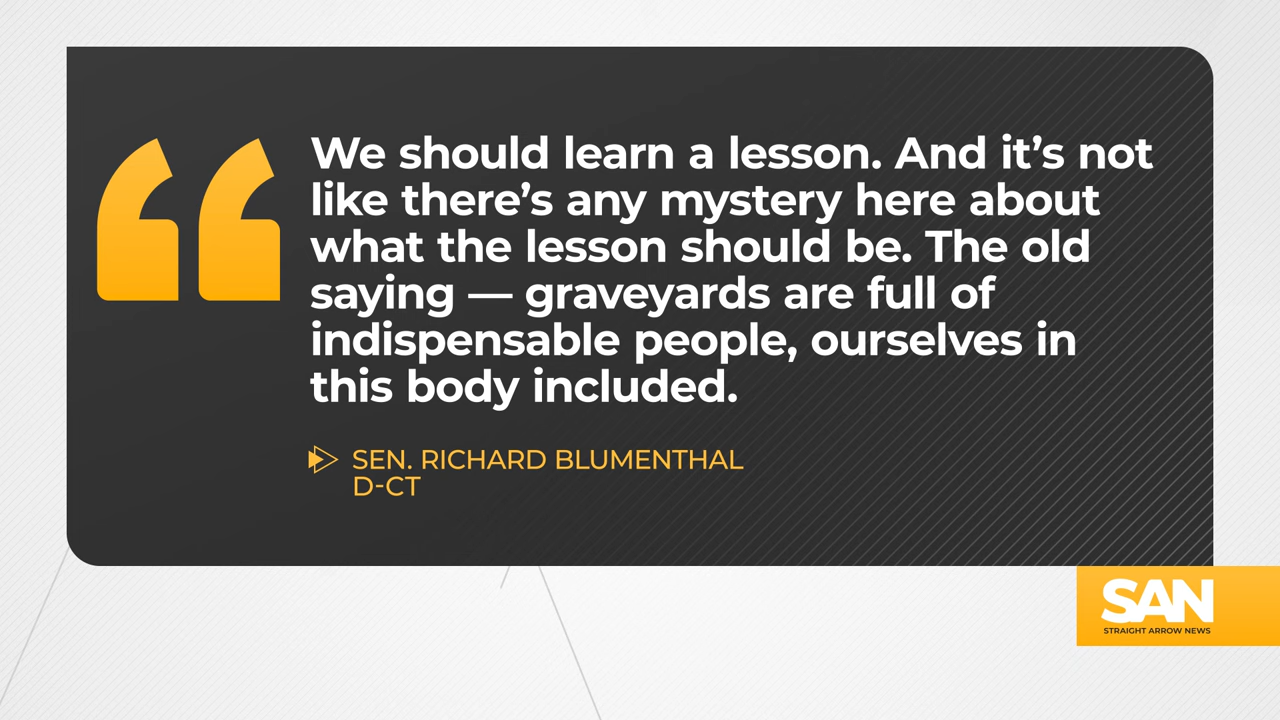 We should learn a lesson. And it’s not
like there’s any mystery here about
what the lesson should be. The old
saying — graveyards are full of
indispensable people, ourselves in
this body included.
SEN. RICHARD BLUMENTHAL
D-CT
SAN
STRAIGHT ARROW NEWS